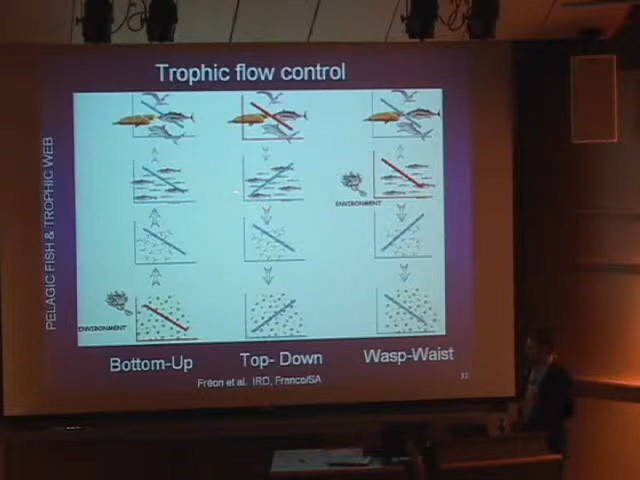 Trophic flow control
PELAGIC FISH & TROPHIC WEB
ENVIRONMENT
ENVIRONMENT
Bottom-Up
Top- Down
Wasp-Waist
Fréon et al. IRD, France/SA